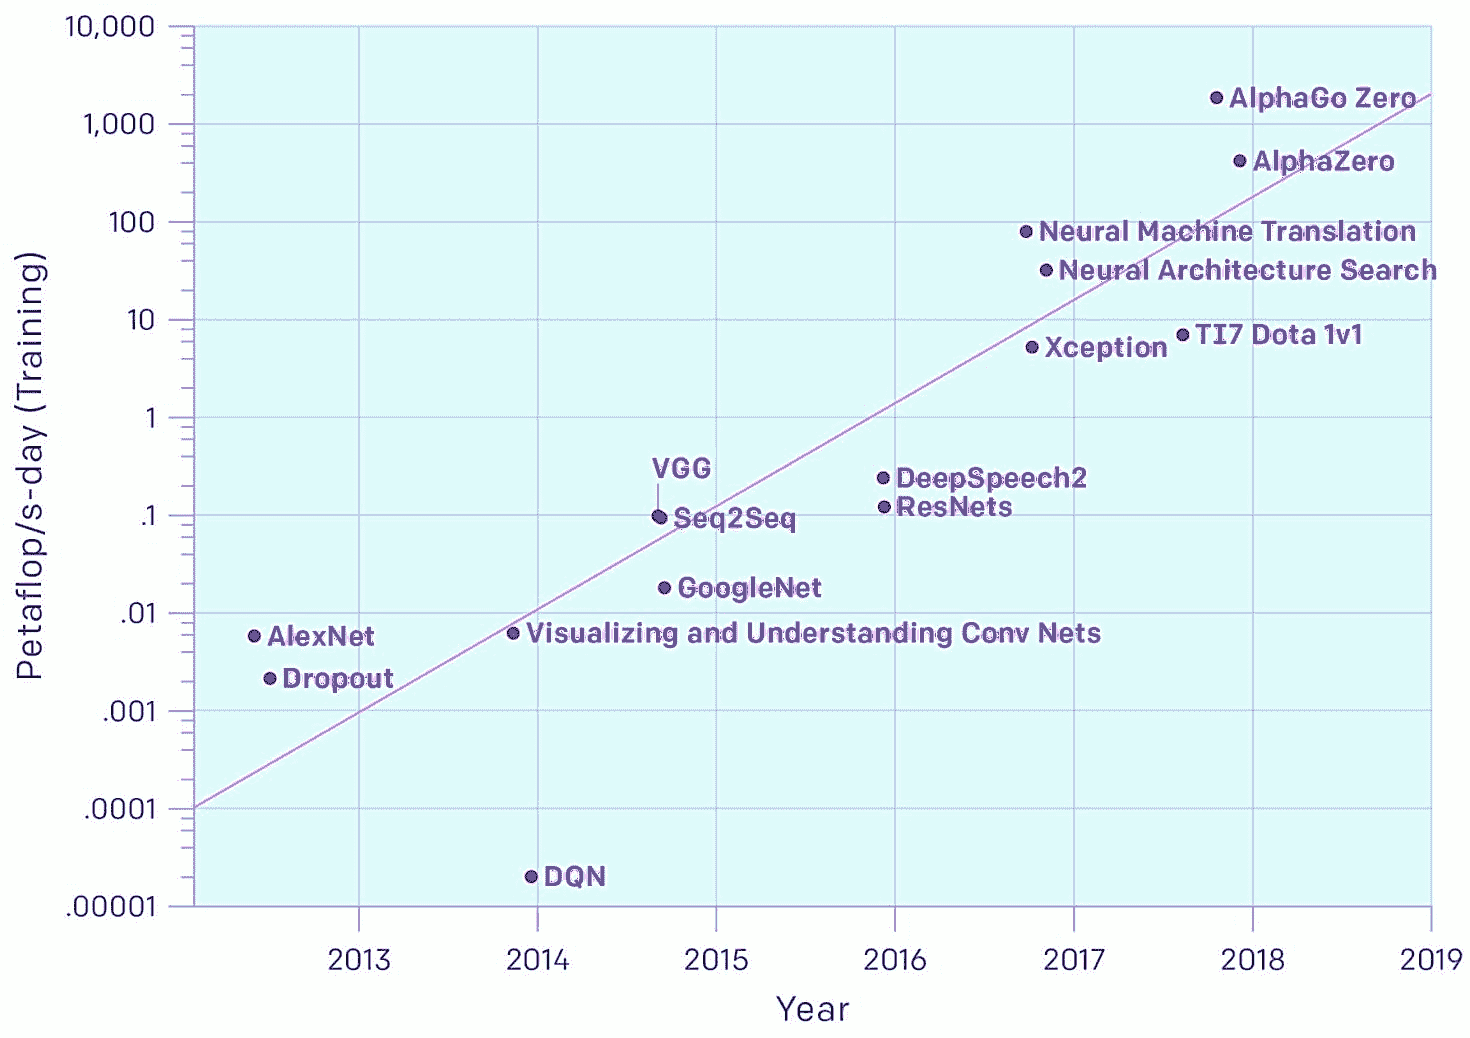 10,000
1,000
100
10
1
.1
.01
.001
.0001
.00001
Petaflop/s-day (Training)
AlphaGo Zero
AlphaZero
Neural Machine Translation
Neural Architecture Search
TI7 Dota 1v1
Xception
VGG
DeepSpeech2
ResNets
Seq2Seq
GoogleNet
Visualizing and Understanding Conv Nets
AlexNet
Dropout
DQN
2013 2014 2015 2016 2017 2018 2019
Year